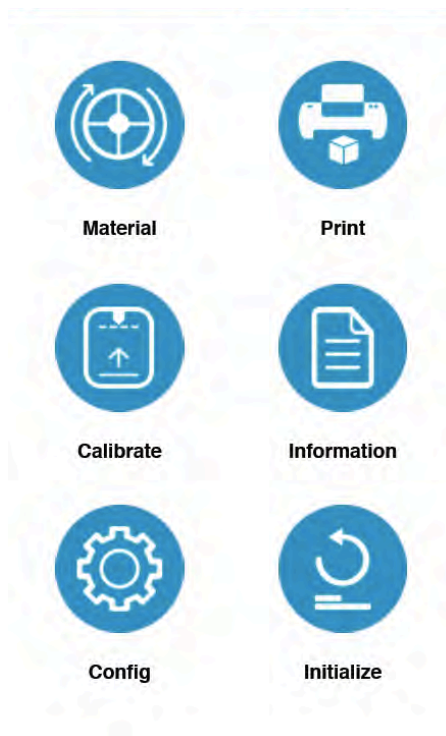 Material
Print
Calibrate
Information
Config
Initialize